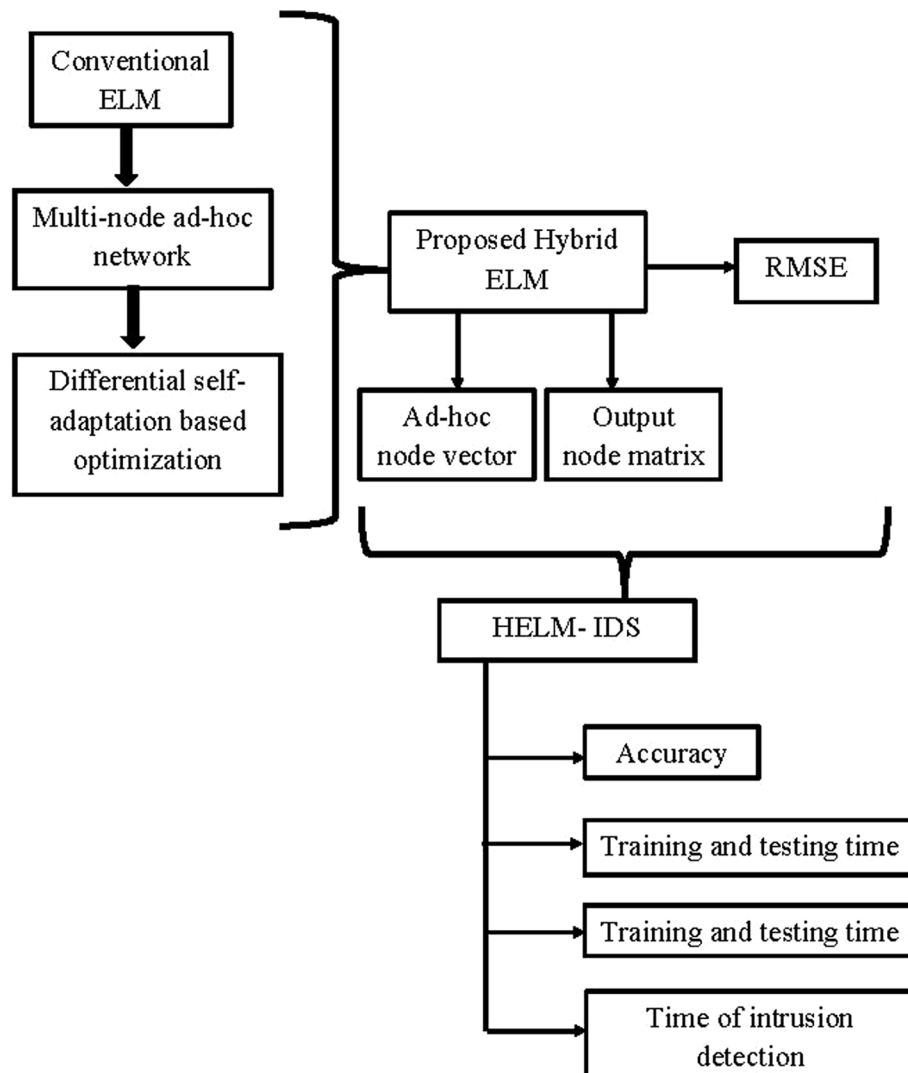 Conventional
ELM
Multi-node ad-hoc
network
Differential self-
adaptation based
optimization
Proposed Hybrid
ELM
RMSE
Ad-hoc
node vector
Output
node matrix
HELM- IDS
Accuracy
Training and testing time
Training and testing time
Time of intrusion
detection